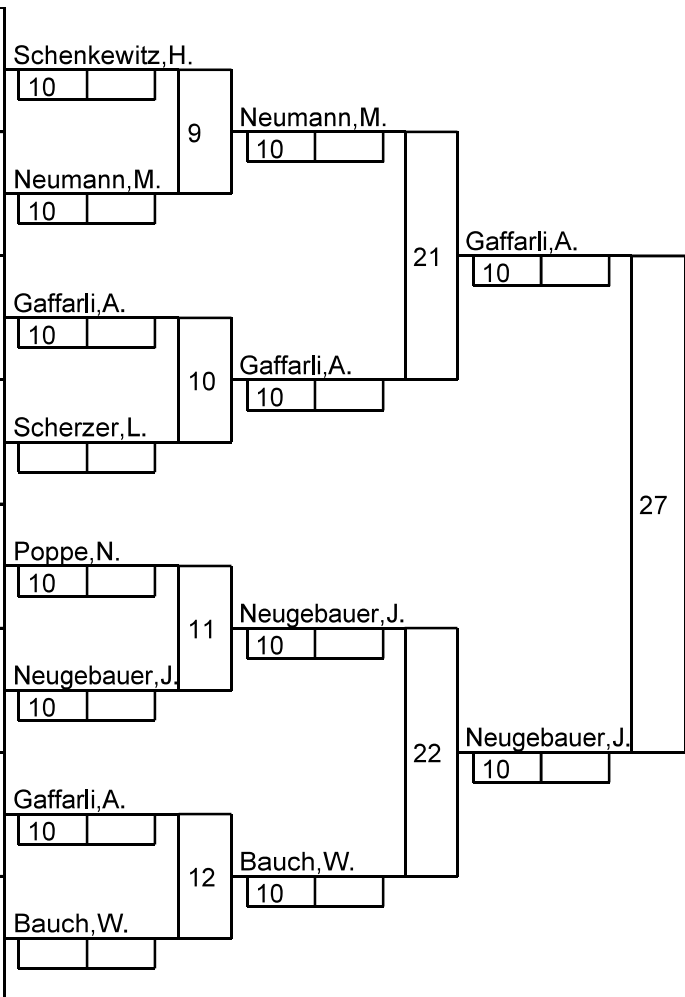 Schenkewitz,H.
10
9
Neumann,M.
10
Neumann,M.
10
21
Gaffarli,A.
10
Gaffarli,A.
10
10
Gaffarli,A.
10
Scherzer,L.
27
Poppe,N.
10
11
Neugebauer,J.
10
Neugebauer,J.
10
22
Neugebauer,J.
10
Gaffarli,A.
10
12
Bauch,W.
10
Bauch,W.